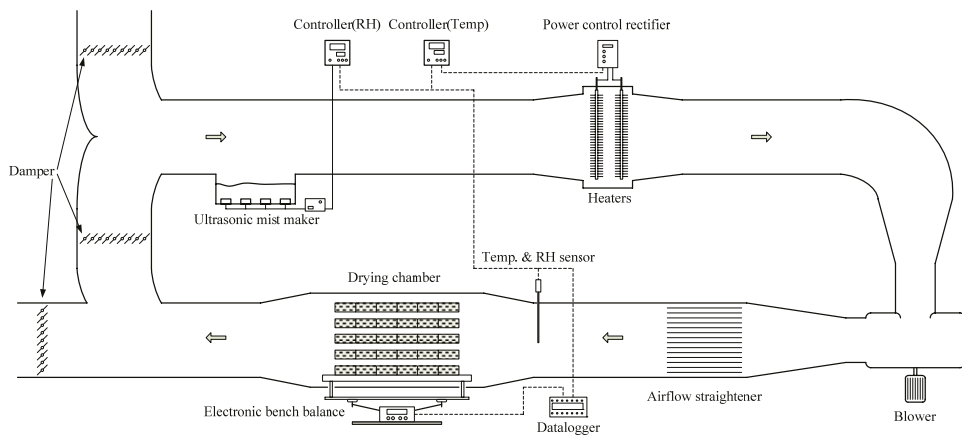 Controller(RH)
Controller(Temp)
Power control rectifier
Damper
Ultrasonic mist maker
Heaters
Temp. & RH sensor
Drying chamber
Airflow straightener
Electronic bench balance
Datalogger
Blower